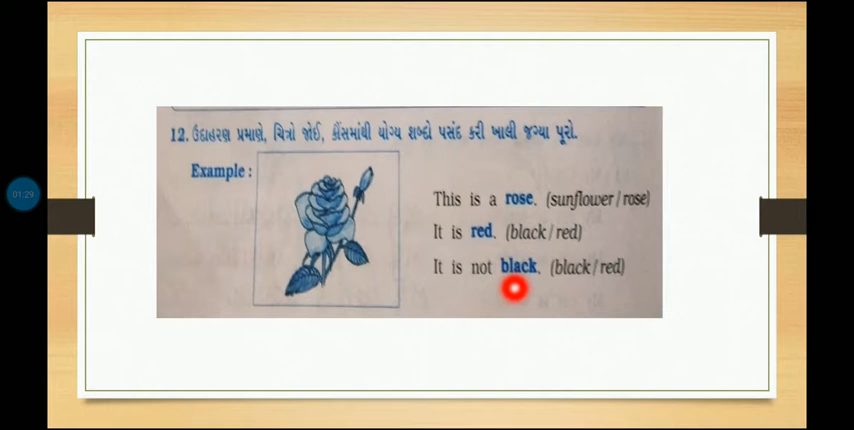 12. ઉદાહરણ પ્રમાણે, ચિત્રો જોઈ, કૌંસમાંથી યોગ્ય શબ્દો પસંદ કરી ખાલી જગ્યા પૂરો.
Example :
This is a rose. (sunflower / rose)
It is red. (black / red)
It is not black. (black / red)
01:29